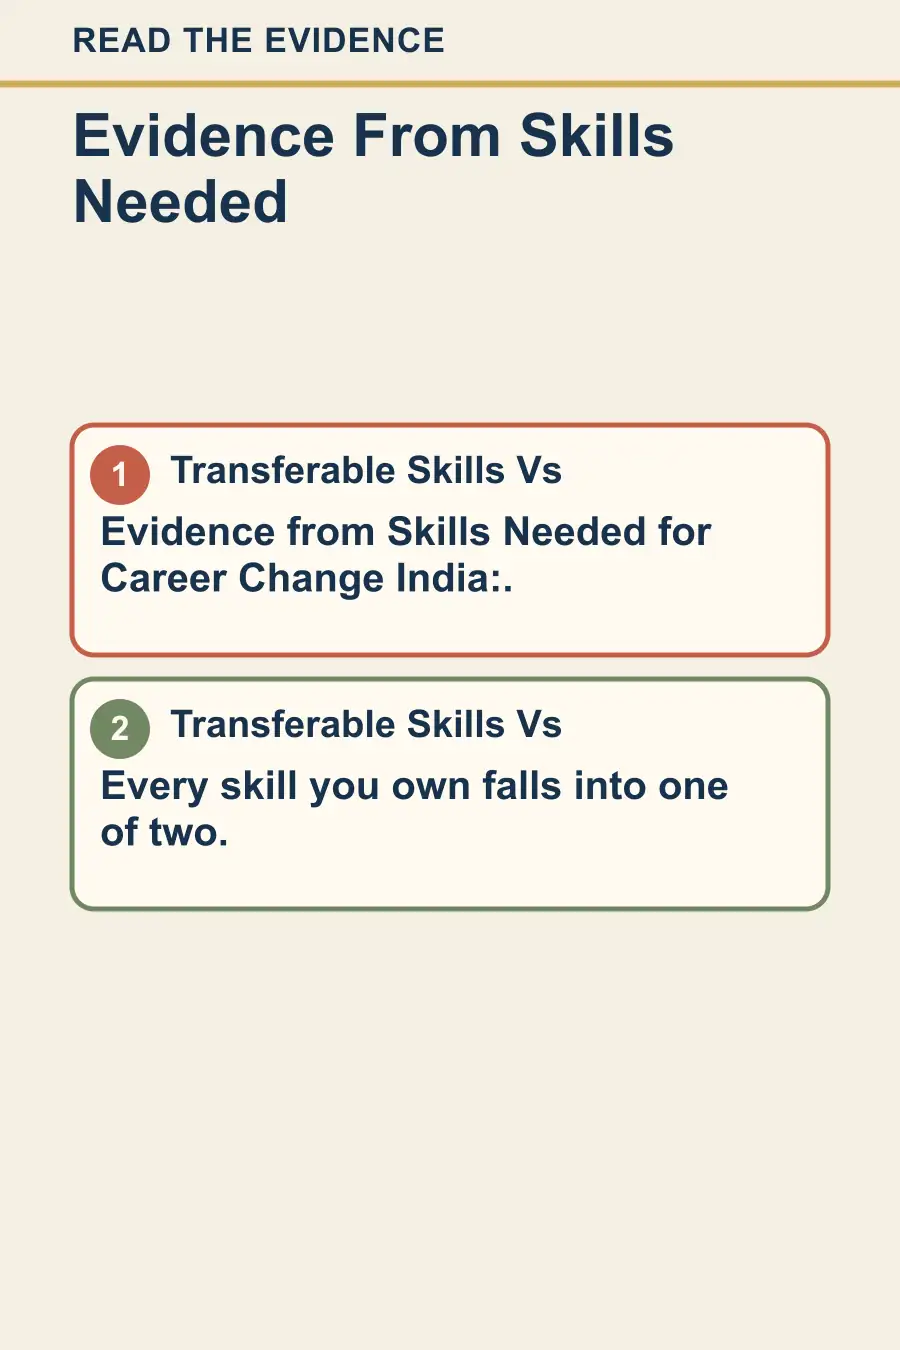 READ THE EVIDENCE
Evidence From Skills
Needed
1 Transferable Skills Vs
Evidence from Skills Needed for
Career Change India:.
2 Transferable Skills Vs
Every skill you own falls into one
of two.